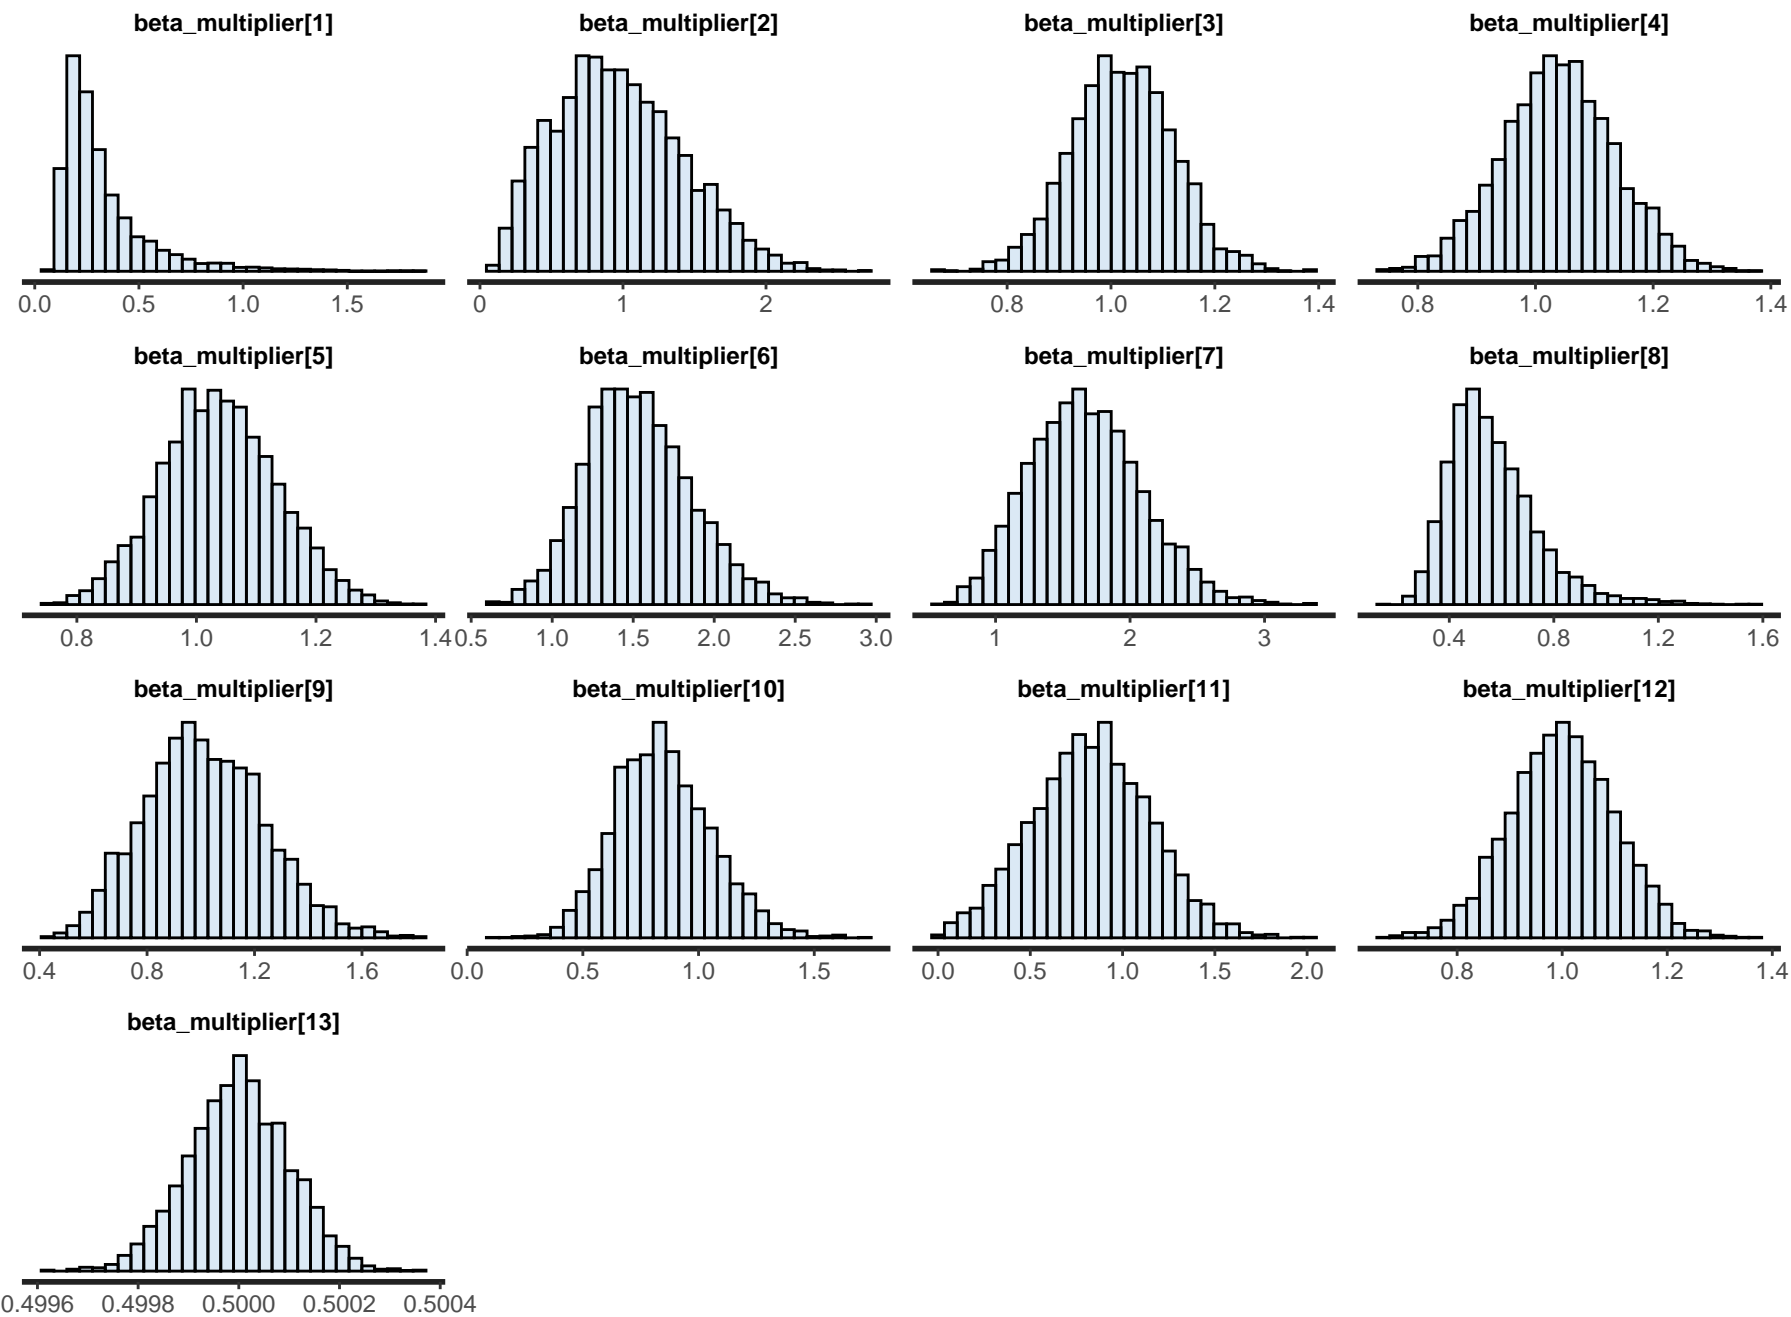 beta_multiplier[1] beta_multiplier[2] beta_multiplier[3] beta_multiplier[4]
0.0 0.5 1.0 1.5 0 1 2 0.8 1.0 1.2 1.4 0.8 1.0 1.2 1.4
beta_multiplier[5] beta_multiplier[6] beta_multiplier[7] beta_multiplier[8]
0.8 1.0 1.2 1.4 0.5 1.0 1.5 2.0 2.5 3.0 1 2 3 0.4 0.8 1.2 1.6
beta_multiplier[9] beta_multiplier[10] beta_multiplier[11] beta_multiplier[12]
0.4 0.8 1.2 1.6 0.0 0.5 1.0 1.5 0.0 0.5 1.0 1.5 2.0 0.8 1.0 1.2 1.4
beta_multiplier[13]
0.4996 0.4998 0.5000 0.5002 0.5004